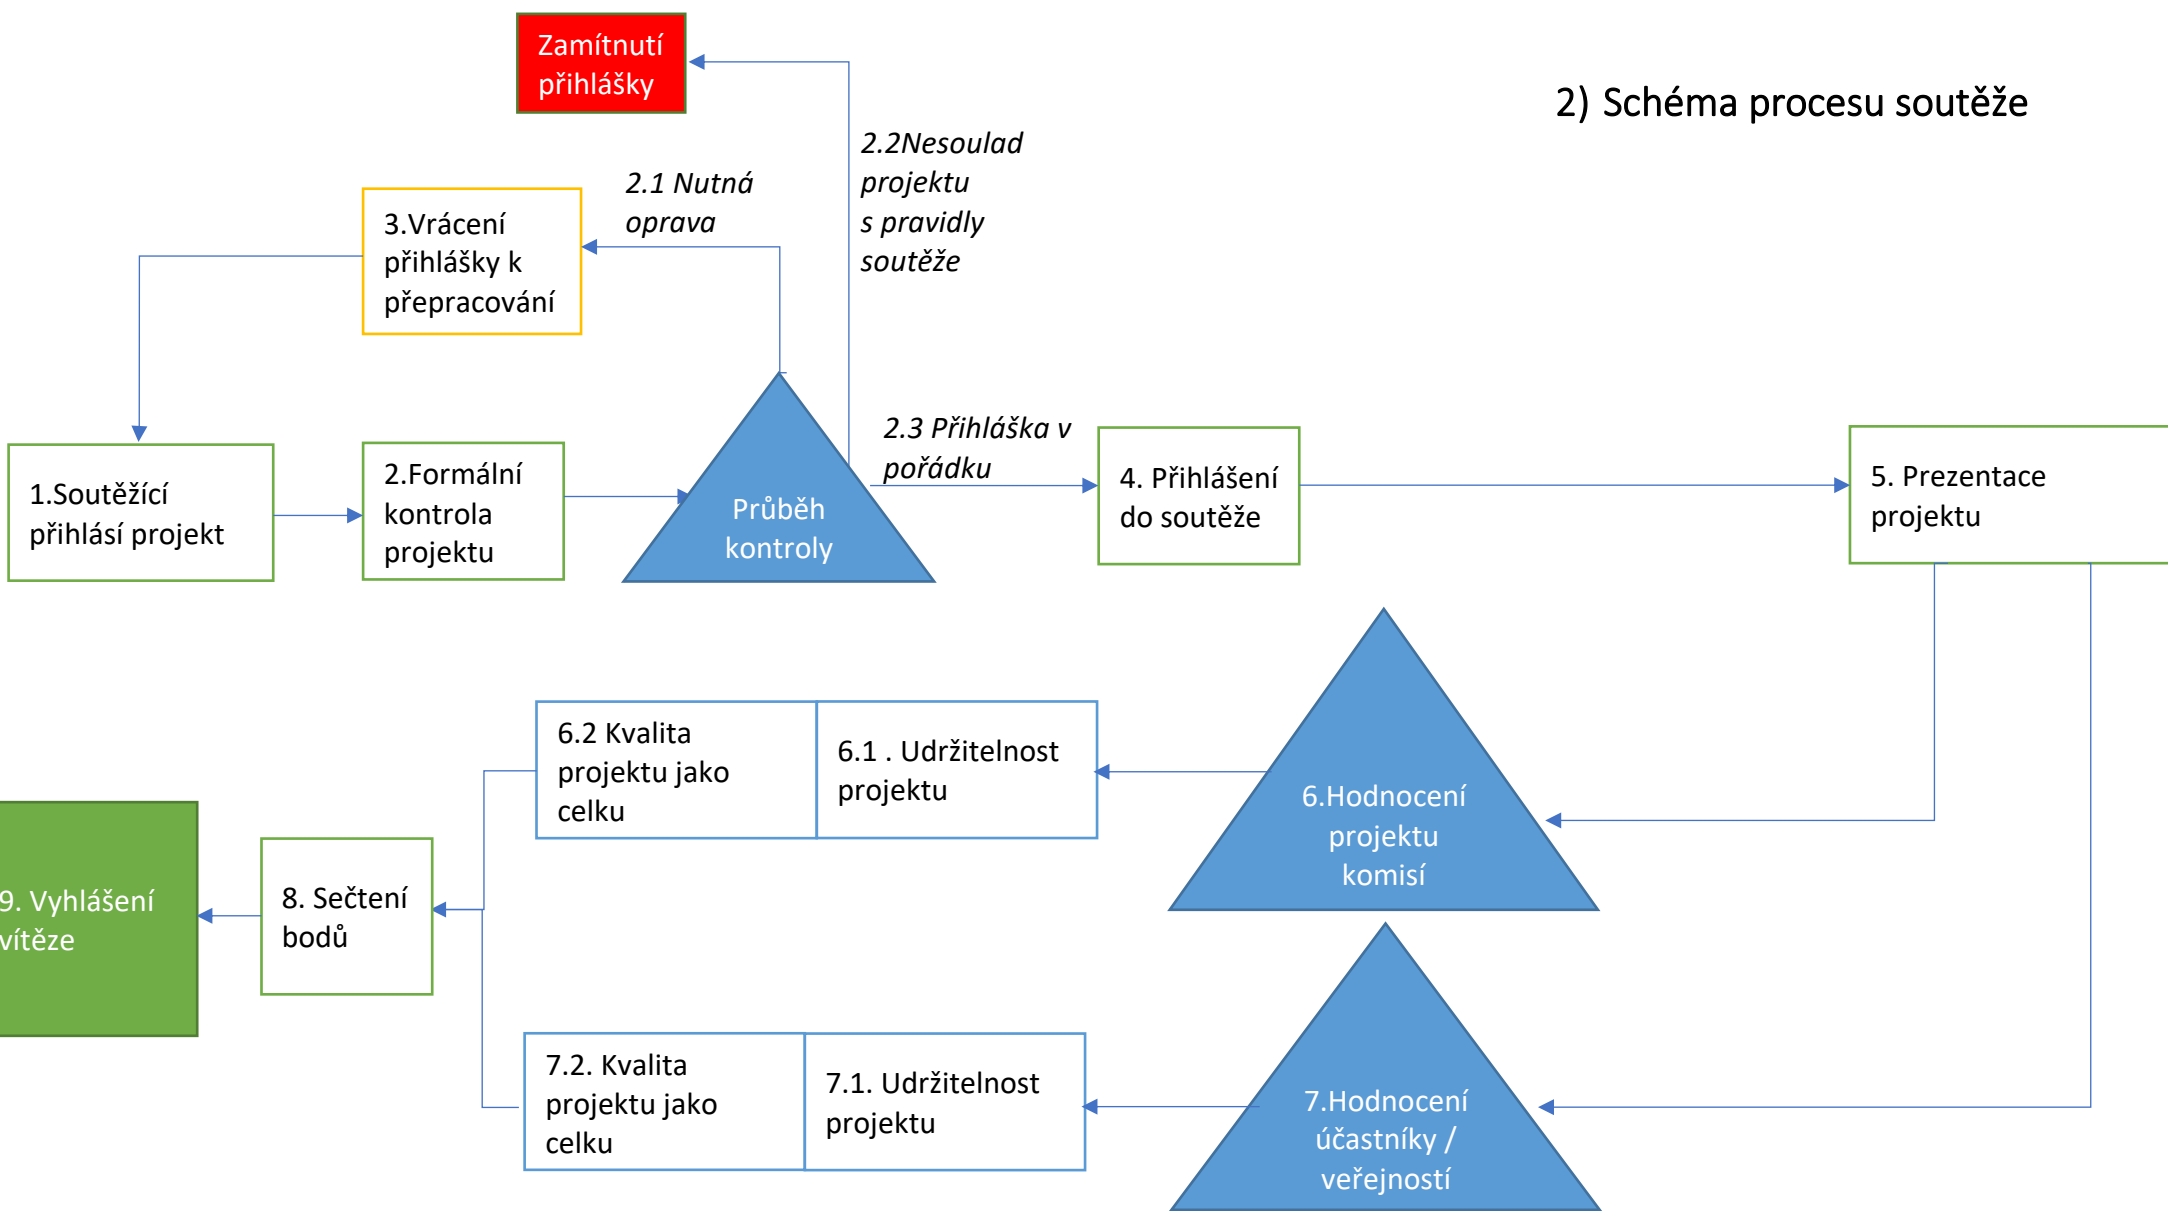 Zamítnutí
přihlášky
2) Schéma procesu soutěže
2.2Nesoulad
projektu
s pravidly
soutěže
2.1 Nutná
oprava
3.Vrácení
přihlášky k
přepracování
1.Soutěžící
přihlásí projekt
2.Formální
kontrola
projektu
Průběh
kontroly
2.3 Přihláška v
pořádku
4. Přihlášení
do soutěže
5. Prezentace
projektu
6.2 Kvalita
projektu jako
celku
6.1 . Udržitelnost
projektu
6.Hodnocení
projektu
komisí
9. Vyhlášení
vítěze
8. Sečtení
bodů
7.2. Kvalita
projektu jako
celku
7.1. Udržitelnost
projektu
7.Hodnocení
účastníky /
veřejností